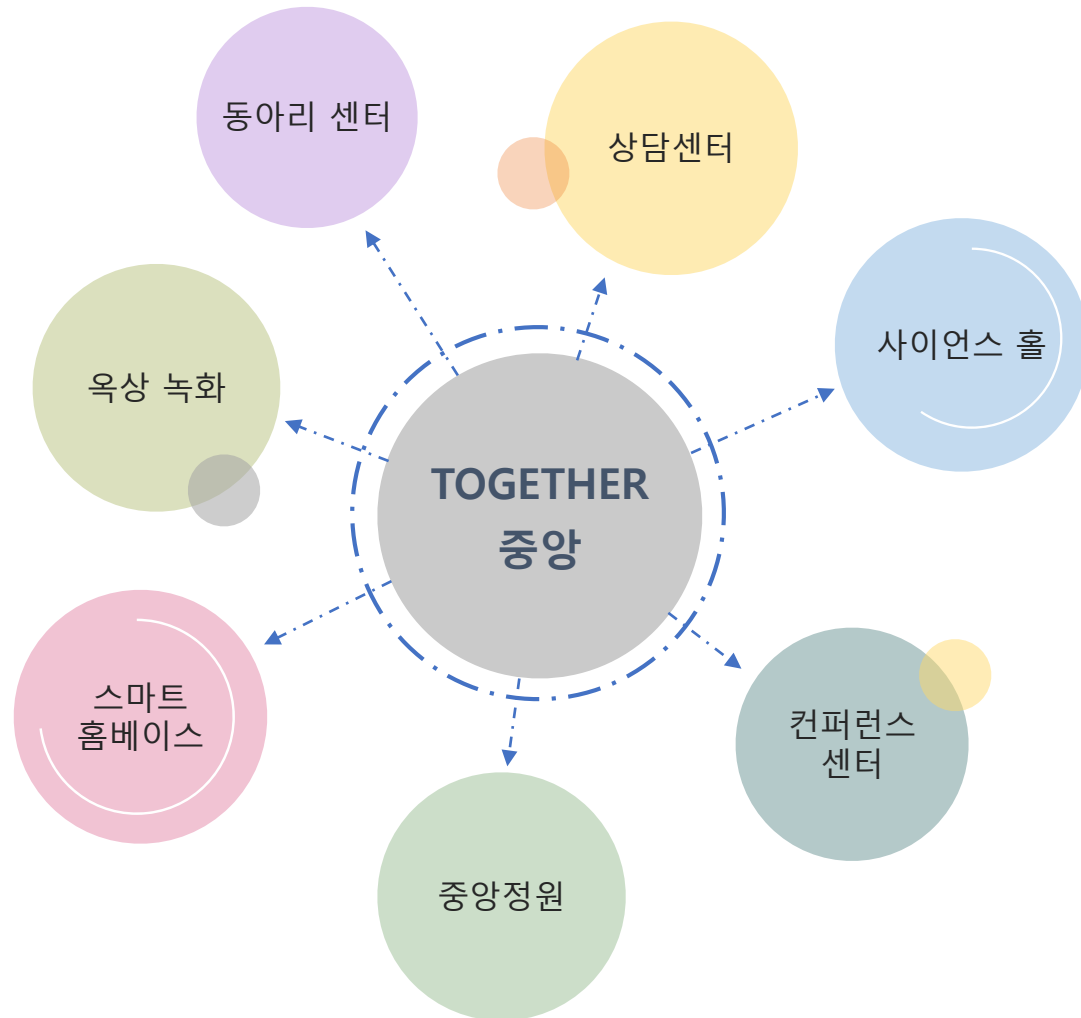 동아리 센터
상담센터
사이언스 홀
옥상 녹화
TOGETHER
중앙
스마트
홈베이스
컨퍼런스
센터
중앙정원